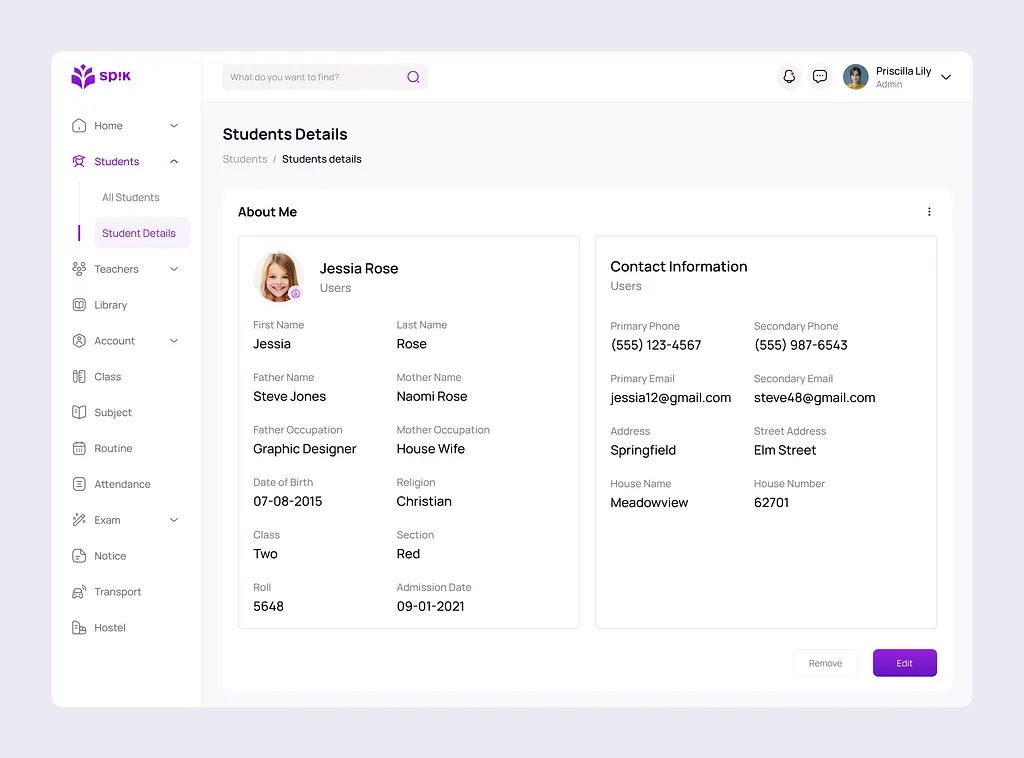 sp!k
What do you want to find?
Priscilla Lily
Admin
Home
Students
All Students
Student Details
Teachers
Library
Account
Class
Subject
Routine
Attendance
Exam
Notice
Transport
Hostel
Students Details
Students / Students details
About Me
Jessia Rose
Users
First Name Last Name
Jessia Rose
Father Name Mother Name
Steve Jones Naomi Rose
Father Occupation Mother Occupation
Graphic Designer House Wife
Date of Birth Religion
07-08-2015 Christian
Class Section
Two Red
Roll Admission Date
5648 09-01-2021
Contact Information
Users
Primary Phone Secondary Phone
(555) 123-4567 (555) 987-6543
Primary Email Secondary Email
jessia12@gmail.com steve48@gmail.com
Address Street Address
Springfield Elm Street
House Name House Number
Meadowview 62701
Remove Edit